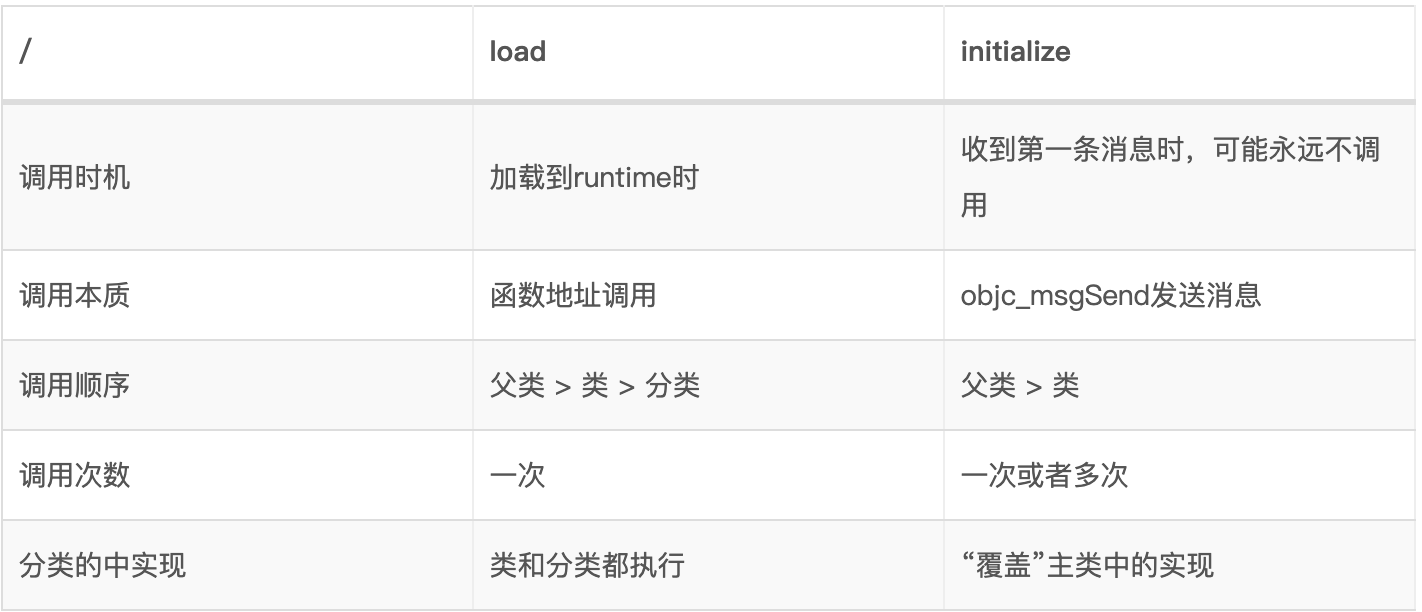 / load initialize
调用时机 加载到runtime时 收到第一条消息时，可能永远不调
用
调用本质 函数地址调用 objc_msgSend发送消息
调用顺序 父类 > 类 > 分类 父类 > 类
调用次数 一次 一次或者多次
分类的中实现 类和分类都执行 “覆盖”主类中的实现